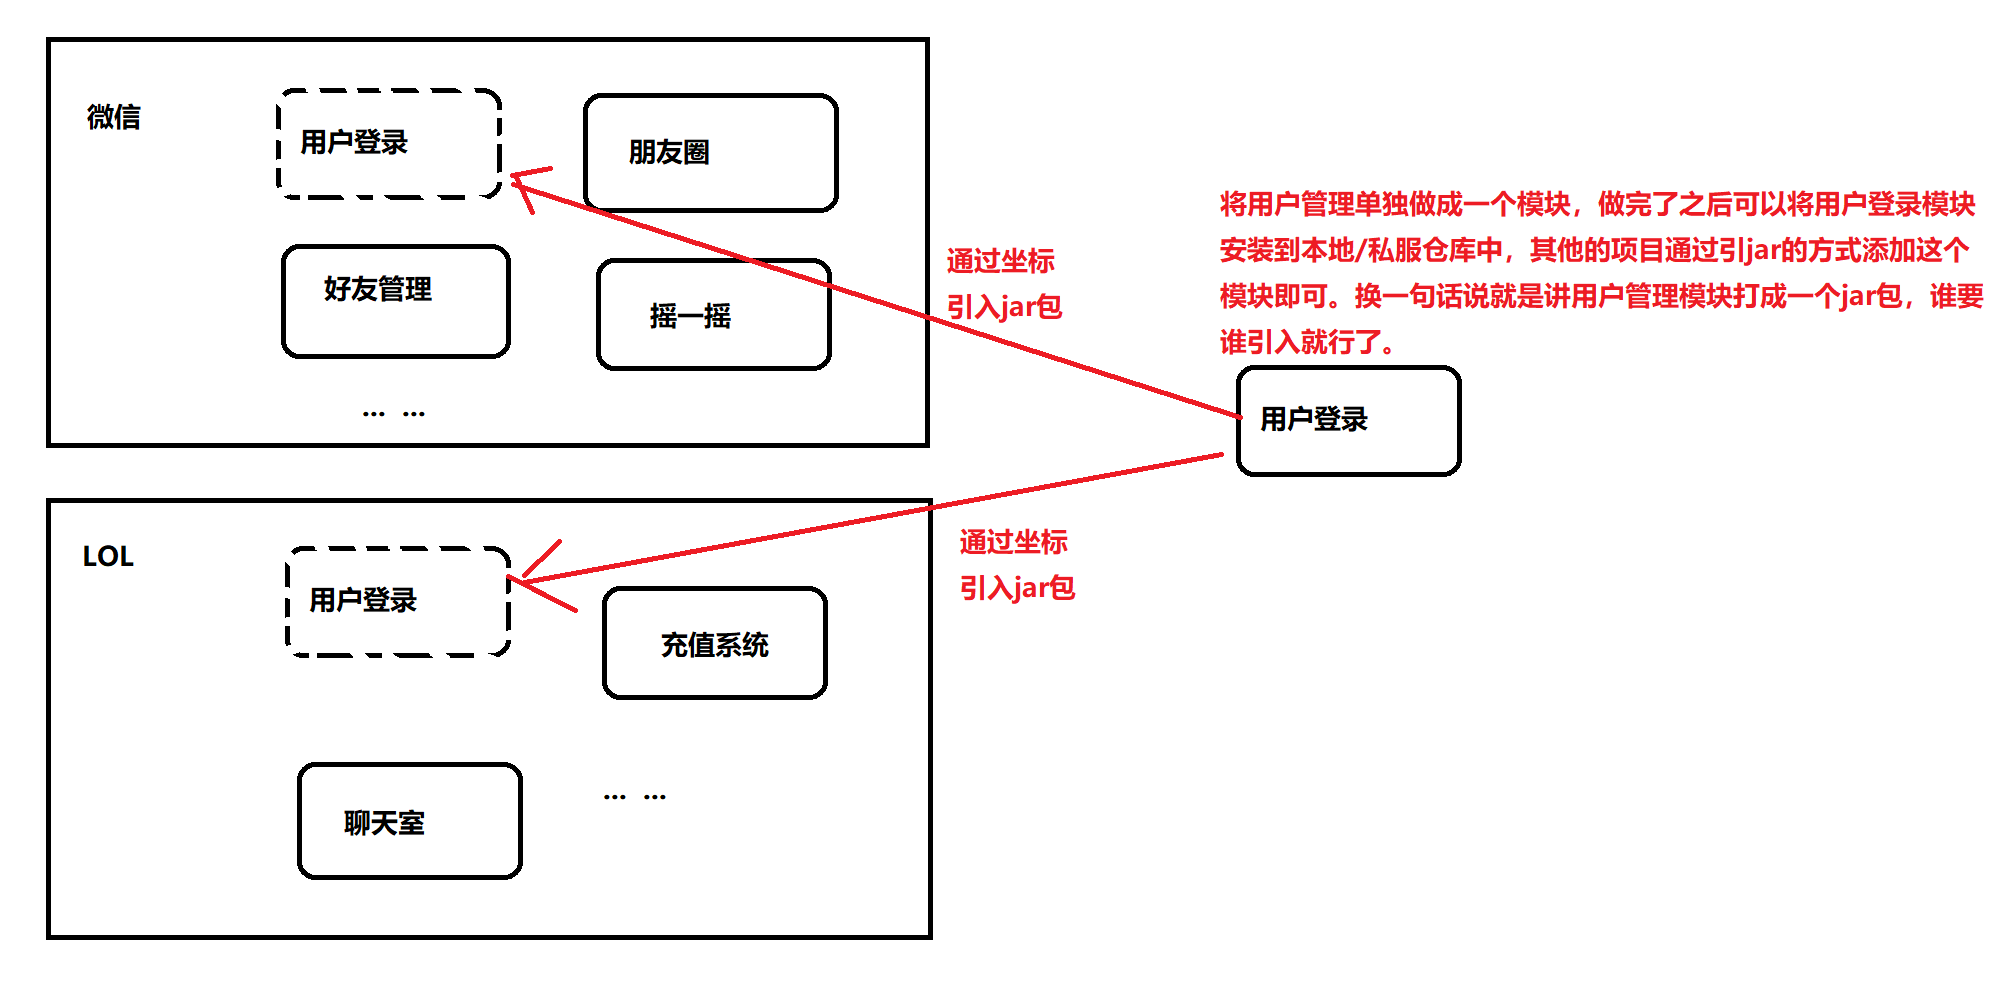 微信
用户登录
朋友圈
好友管理
摇一摇
... ...
通过坐标
引入jar包
将用户管理单独做成一个模块，做完了之后可以将用户登录模块
安装到本地/私服仓库中，其他的项目通过引jar的方式添加这个
模块即可。换一句话说就是讲用户管理模块打成一个jar包，谁要
谁引入就行了。
用户登录
LOL
用户登录
充值系统
聊天室
... ...
通过坐标
引入jar包